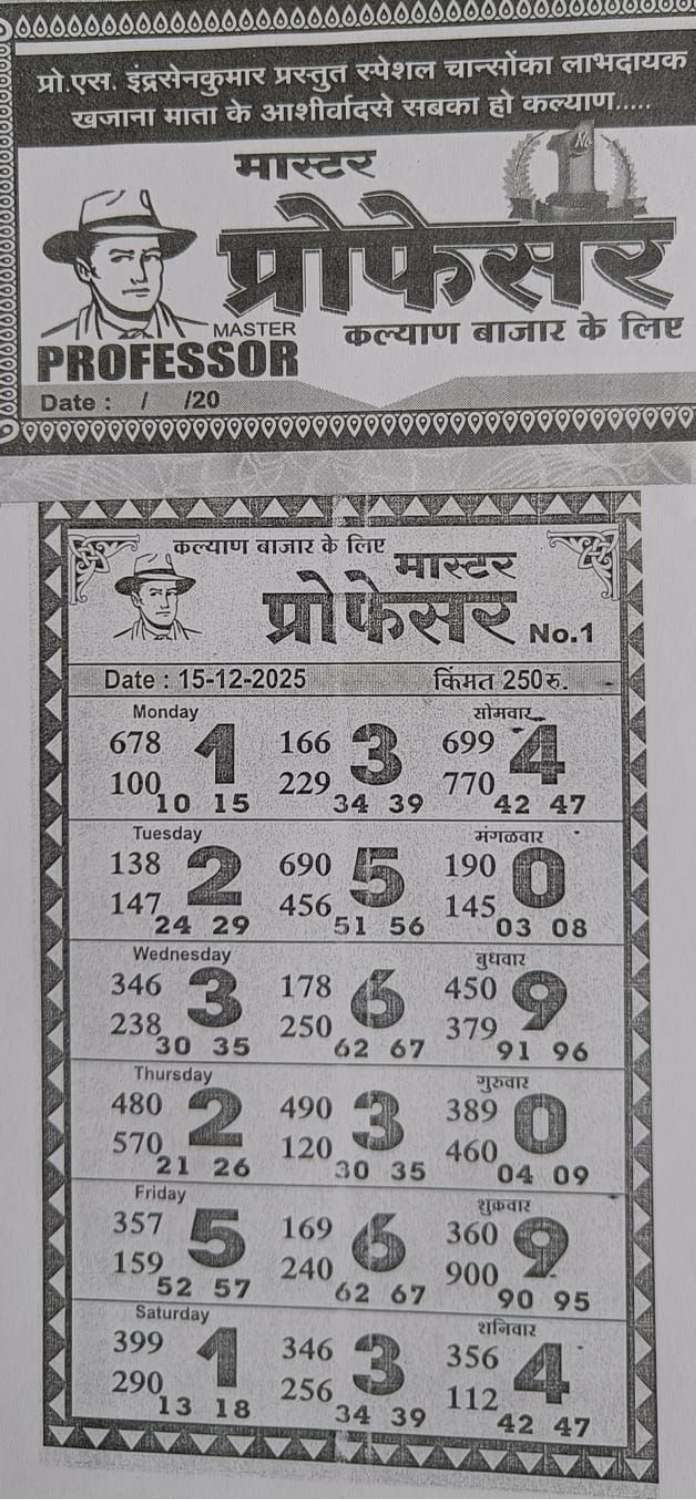 प्रो.एस. इंद्रसेनकुमार प्रस्तुत स्पेशल चान्सोंका लाभदायक
खजाना माता के आशीर्वादसे सबका हो कल्याण.....
मास्टर
No.
1
प्रोफेसर
MASTER
PROFESSOR
कल्याण बाजार के लिए
Date : / /20
कल्याण बाजार के लिए
मास्टर
प्रोफेसर No.1
Date : 15-12-2025 किंमत 250रु.
Monday सोमवार
678 1 166 3 699 4
100 229 770
10 15 34 39 42 47
Tuesday मंगळवार
138 2 690 5 190 0
147 456 145
24 29 51 56 03 08
Wednesday बुधवार
346 3 178 6 450 9
238 250 379
30 35 62 67 91 96
Thursday गुरुवार
480 2 490 3 389 0
570 120 460
21 26 30 35 04 09
Friday शुक्रवार
357 5 169 6 360 9
159 240 900
52 57 62 67 90 95
Saturday शनिवार
399 1 346 3 356 4
290 256 112
13 18 34 39 42 47